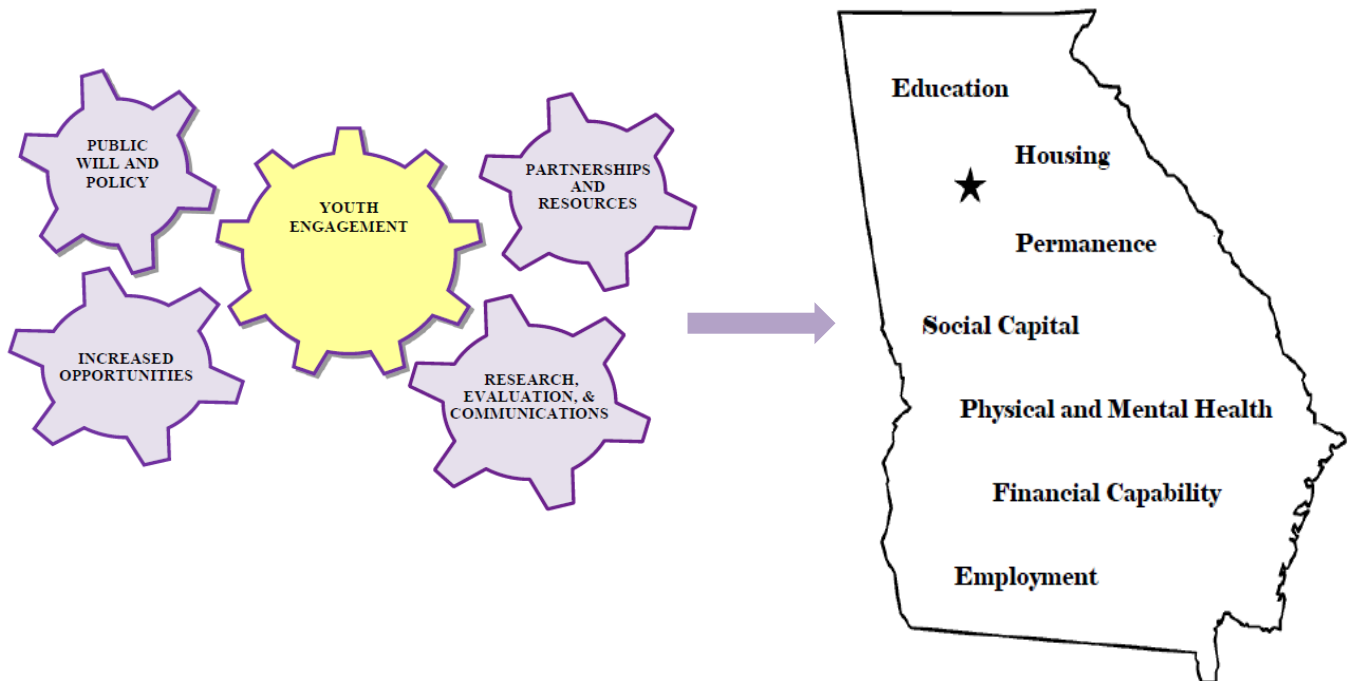 PUBLIC
WILL AND
POLICY
YOUTH
ENGAGEMENT
PARTNERSHIPS
AND
RESOURCES
INCREASED
OPPORTUNITIES
RESEARCH,
EVALUATION, &
COMMUNICATIONS
Education
Housing
Permanence
Social Capital
Physical and Mental Health
Financial Capability
Employment